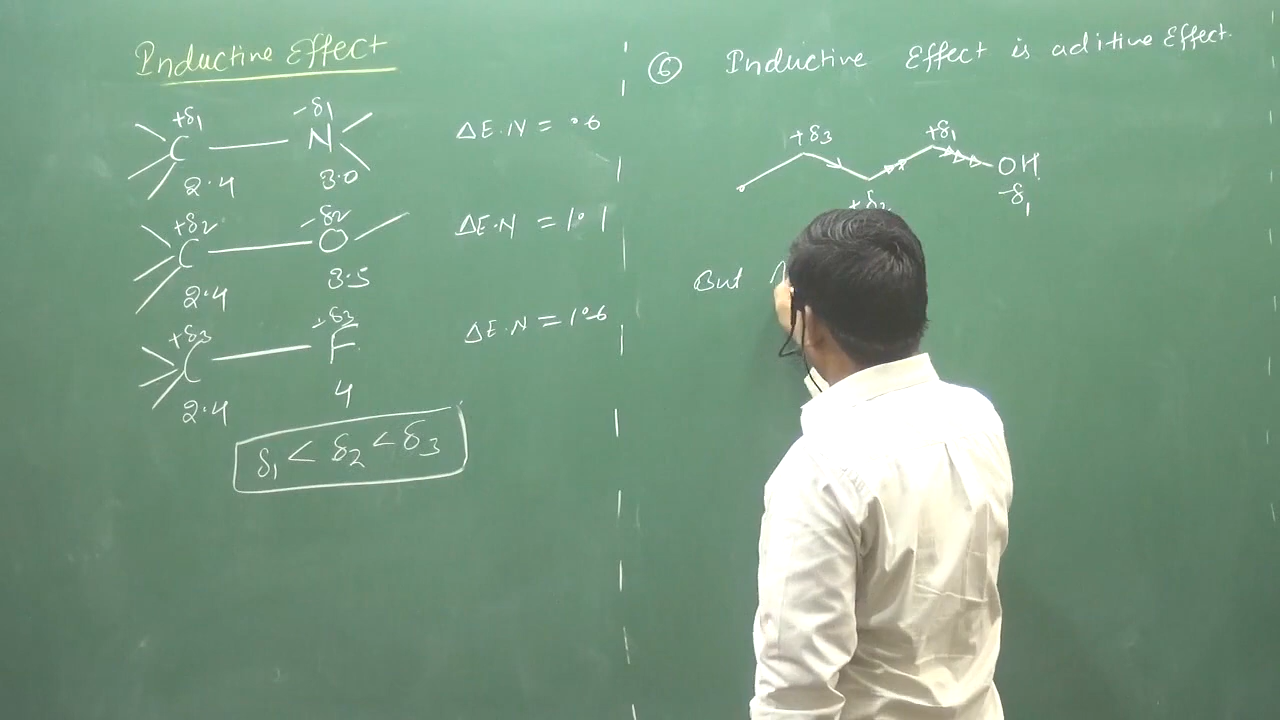 Inductive Effect
+δ1 -δ1
C N ΔE.N = .6
2.4 3.0
+δ2 -δ2
C O ΔE.N = 1.1
2.4 3.5
+δ3 -δ3
C F ΔE.N = 1.6
2.4 4
δ1 < δ2 < δ3
⑥ Inductive Effect is aditive Effect.
+δ3 +δ1
OH
-δ1
+δ2
But